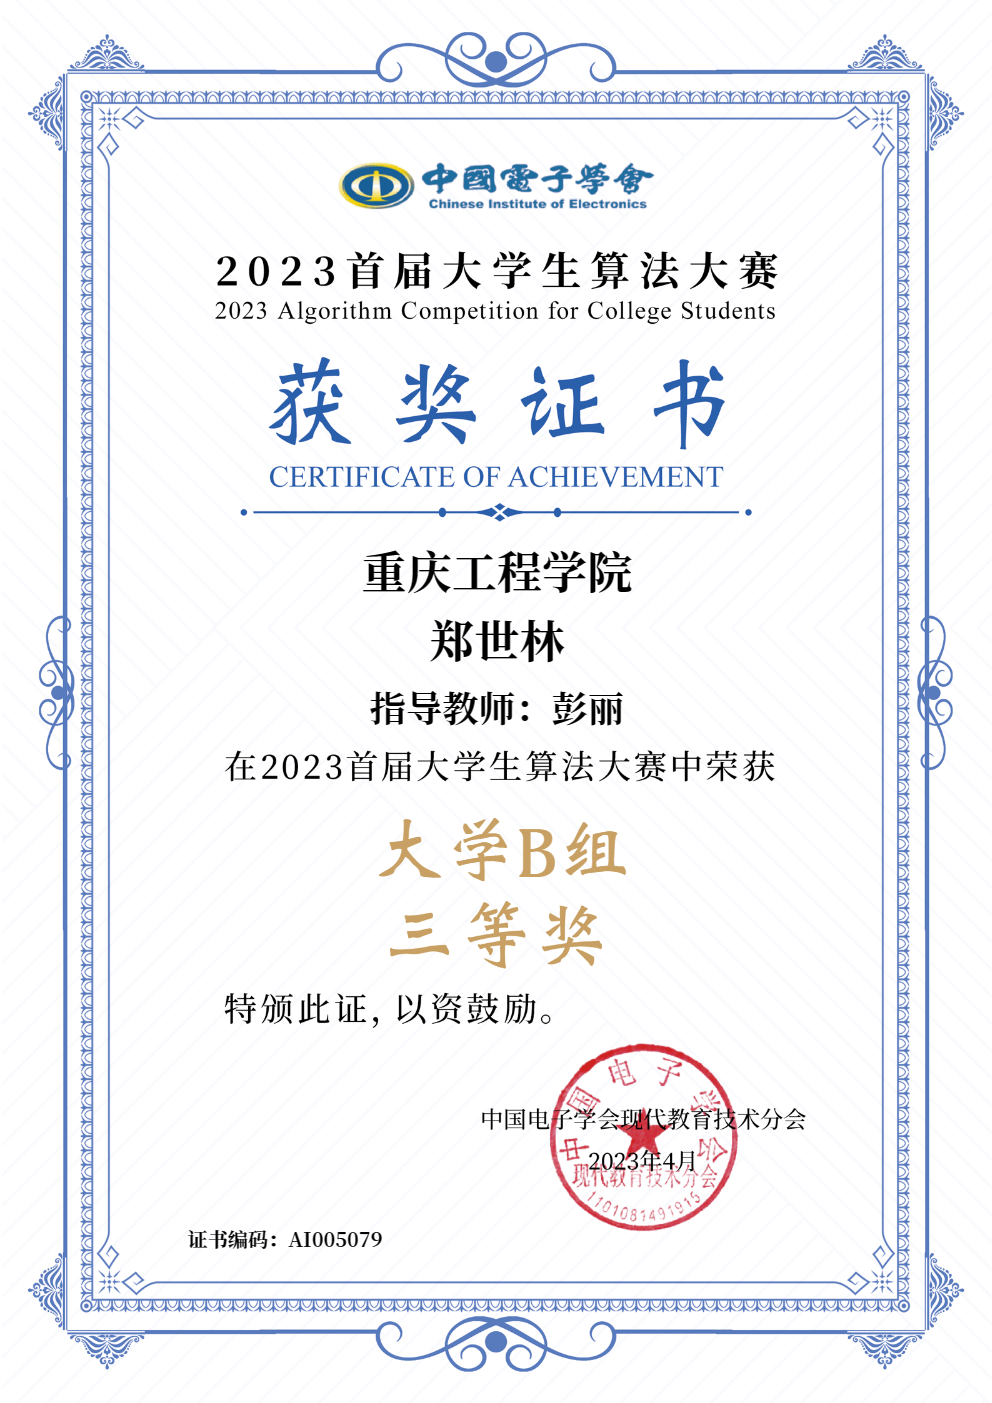 中國電子學會
Chinese Institute of Electronics
2023首届大学生算法大赛
2023 Algorithm Competition for College Students
获奖证书
CERTIFICATE OF ACHIEVEMENT
重庆工程学院
郑世林
指导教师：彭丽
在2023首届大学生算法大赛中荣获
大学B组
三等奖
特颁此证，以资鼓励。
中国电子学会
中国电子学会现代教育技术分会
2023年4月
现代教育技术分会
1101081491915
证书编码：AI005079